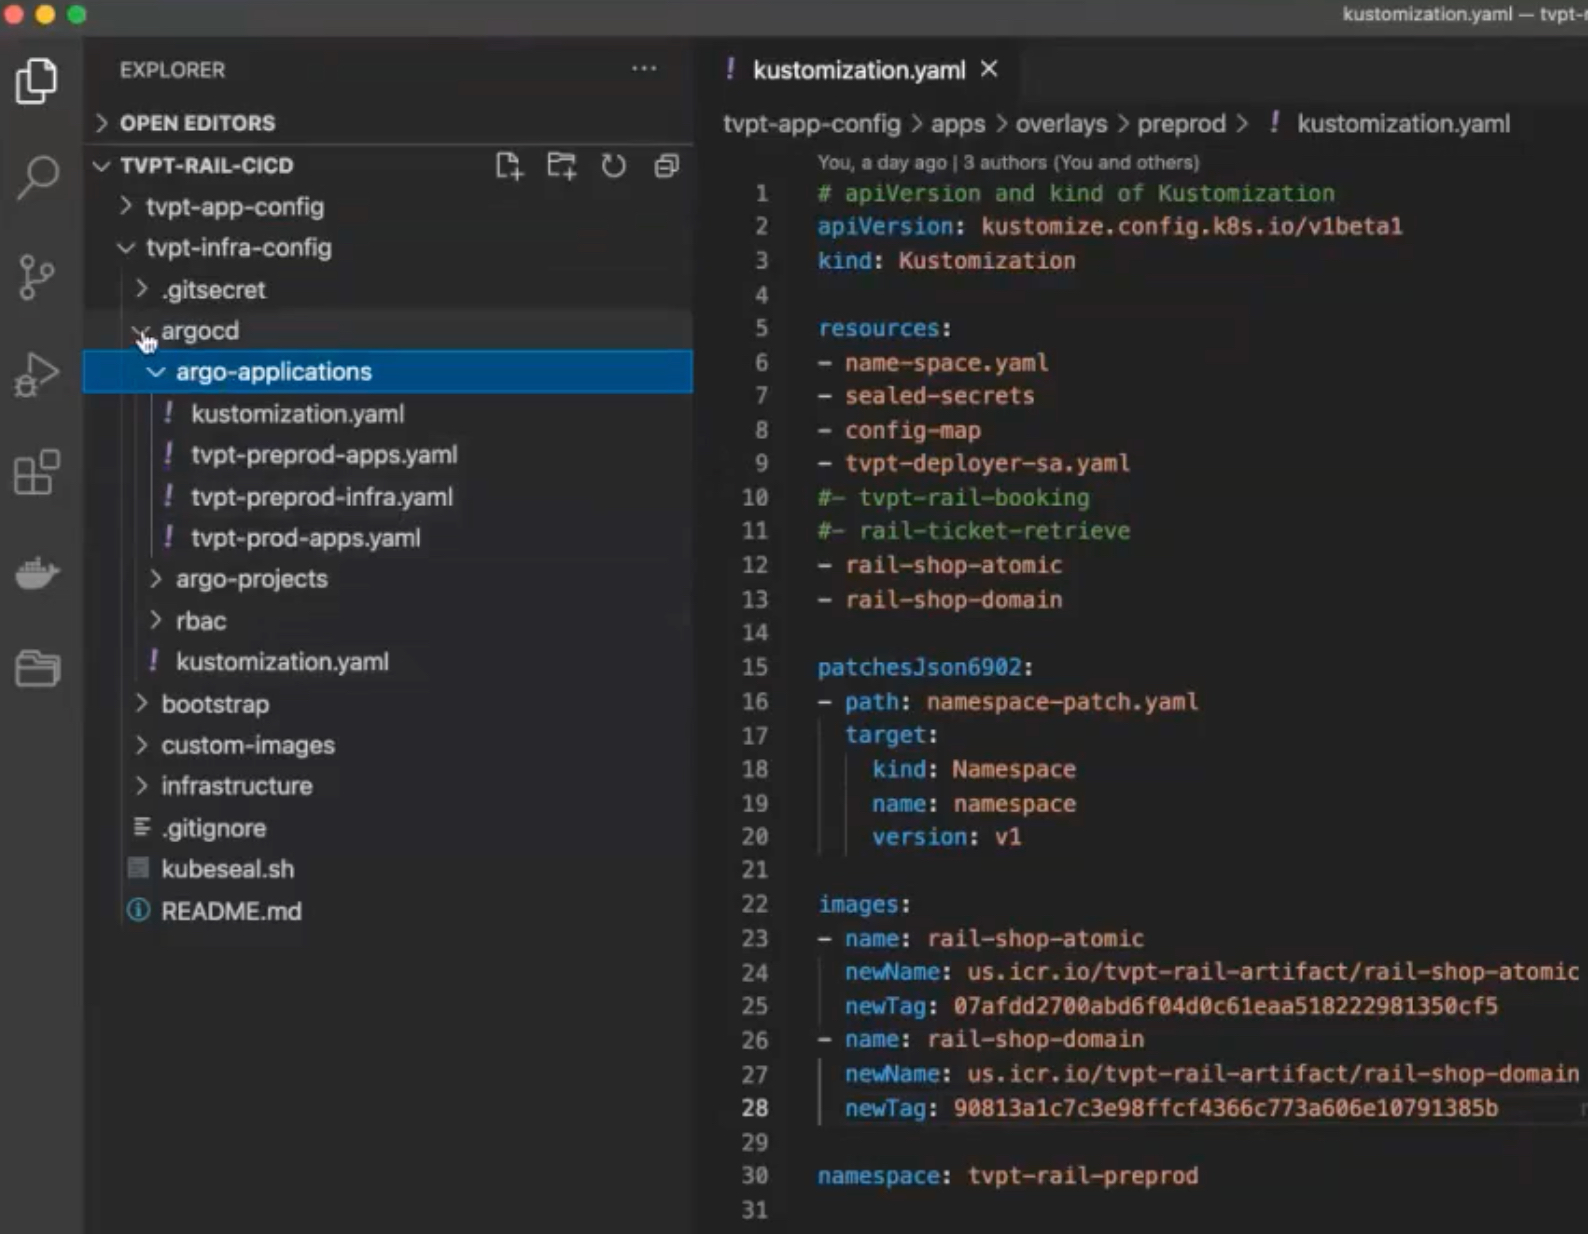 kustomization.yaml — tvpt-
EXPLORER
OPEN EDITORS
TVPT-RAIL-CICD
tvpt-app-config
tvpt-infra-config
.gitsecret
argocd
argo-applications
kustomization.yaml
tvpt-preprod-apps.yaml
tvpt-preprod-infra.yaml
tvpt-prod-apps.yaml
argo-projects
rbac
kustomization.yaml
bootstrap
custom-images
infrastructure
.gitignore
kubeseal.sh
README.md
! kustomization.yaml ×
tvpt-app-config > apps > overlays > preprod > ! kustomization.yaml
You, a day ago | 3 authors (You and others)
1 # apiVersion and kind of Kustomization
2 apiVersion: kustomize.config.k8s.io/v1beta1
3 kind: Kustomization
4
5 resources:
6 - name-space.yaml
7 - sealed-secrets
8 - config-map
9 - tvpt-deployer-sa.yaml
10 #- tvpt-rail-booking
11 #- rail-ticket-retrieve
12 - rail-shop-atomic
13 - rail-shop-domain
14
15 patchesJson6902:
16 - path: namespace-patch.yaml
17 target:
18 kind: Namespace
19 name: namespace
20 version: v1
21
22 images:
23 - name: rail-shop-atomic
24 newName: us.icr.io/tvpt-rail-artifact/rail-shop-atomic
25 newTag: 07afdd2700abd6f04d0c61eaa518222981350cf5
26 - name: rail-shop-domain
27 newName: us.icr.io/tvpt-rail-artifact/rail-shop-domain
28 newTag: 90813a1c7c3e98ffcf4366c773a606e10791385b
29
30 namespace: tvpt-rail-preprod
31